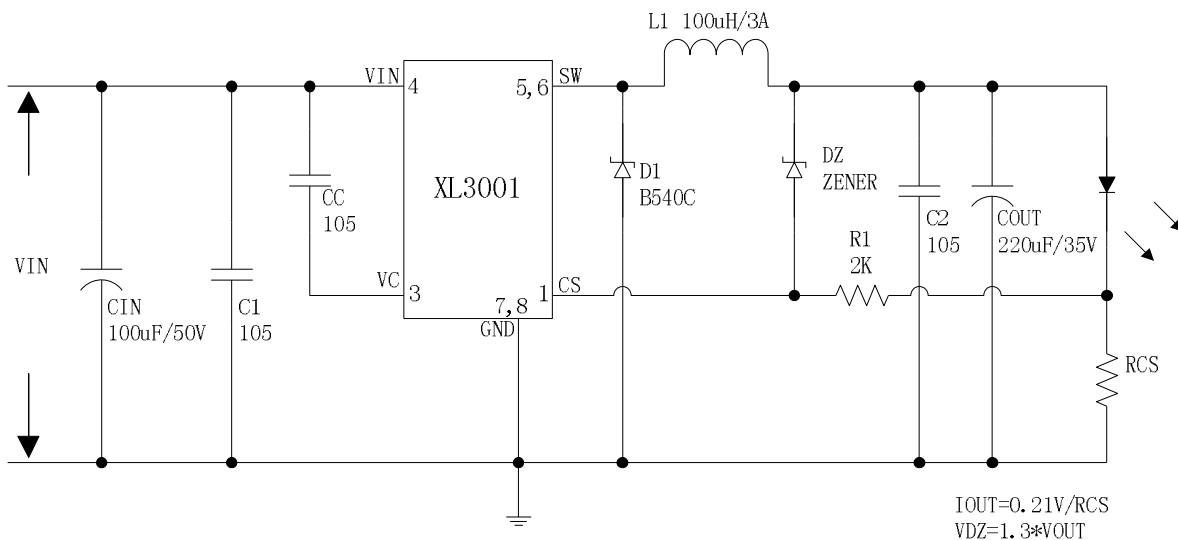 L1 100uH/3A
VIN
4
5,6
SW
XL3001
CC
105
D1
B540C
DZ
ZENER
R1
2K
C2
105
COUT
220uF/35V
VIN
VC
3
7,8
GND
1
CS
CIN
100uF/50V
C1
105
RCS
IOUT=0.21V/RCS
VDZ=1.3*VOUT